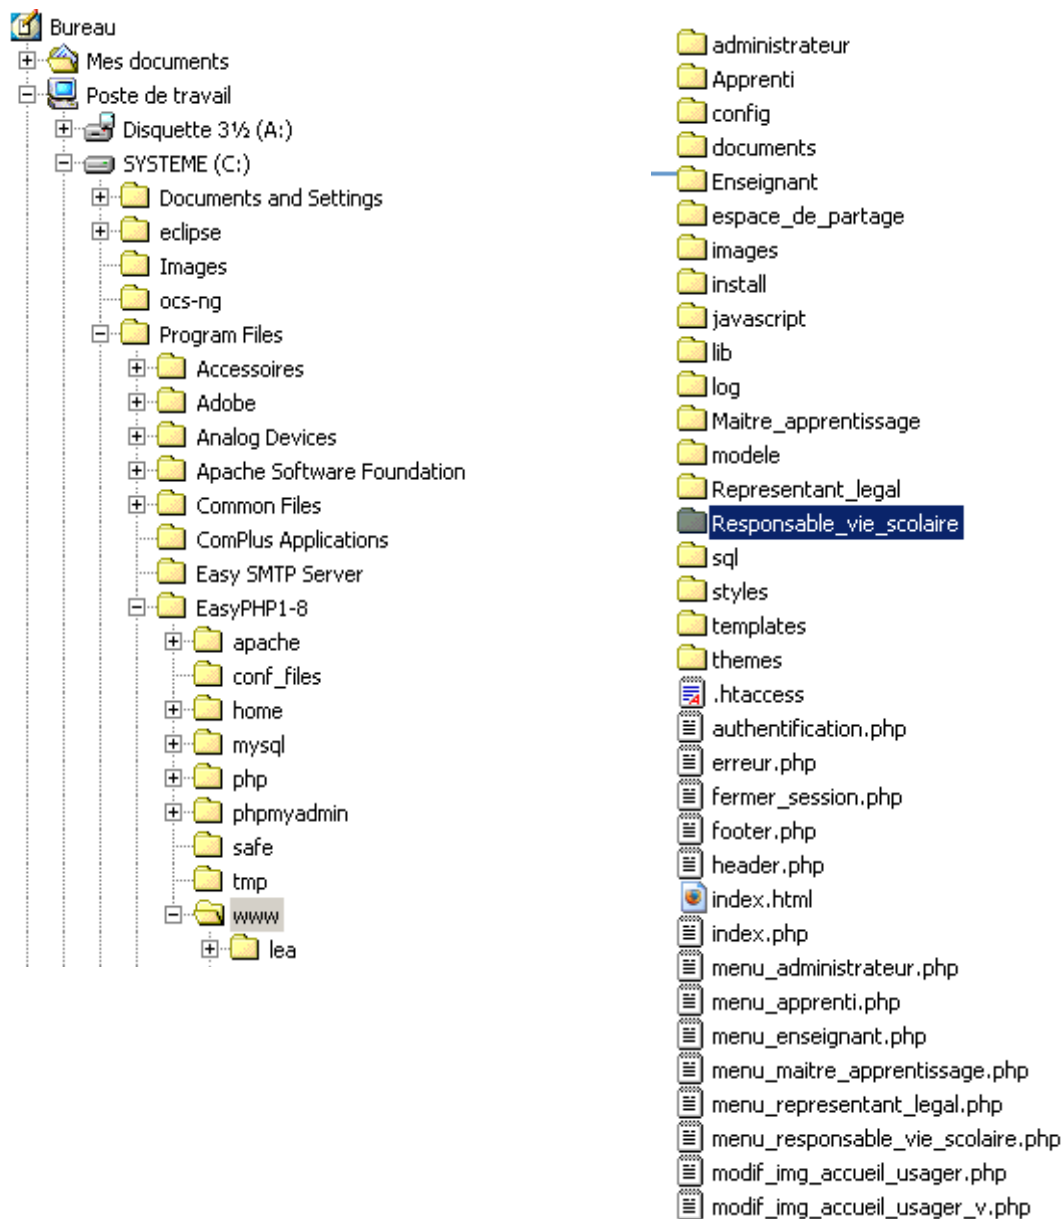 Bureau
Mes documents
Poste de travail
Disquette 3½ (A:)
SYSTEME (C:)
Documents and Settings
eclipse
Images
ocs-ng
Program Files
Accessoires
Adobe
Analog Devices
Apache Software Foundation
Common Files
ComPlus Applications
Easy SMTP Server
EasyPHP1-8
apache
conf_files
home
mysql
php
phpmyadmin
safe
tmp
www
lea
administrateur
Apprenti
config
documents
Enseignant
espace_de_partage
images
install
javascript
lib
log
Maitre_apprentissage
modele
Representant_legal
Responsable_vie_scolaire
sql
styles
templates
themes
.htaccess
authentification.php
erreur.php
fermer_session.php
footer.php
header.php
index.html
index.php
menu_administrateur.php
menu_apprenti.php
menu_enseignant.php
menu_maitre_apprentissage.php
menu_representant_legal.php
menu_responsable_vie_scolaire.php
modif_img_accueil_usager.php
modif_img_accueil_usager_v.php